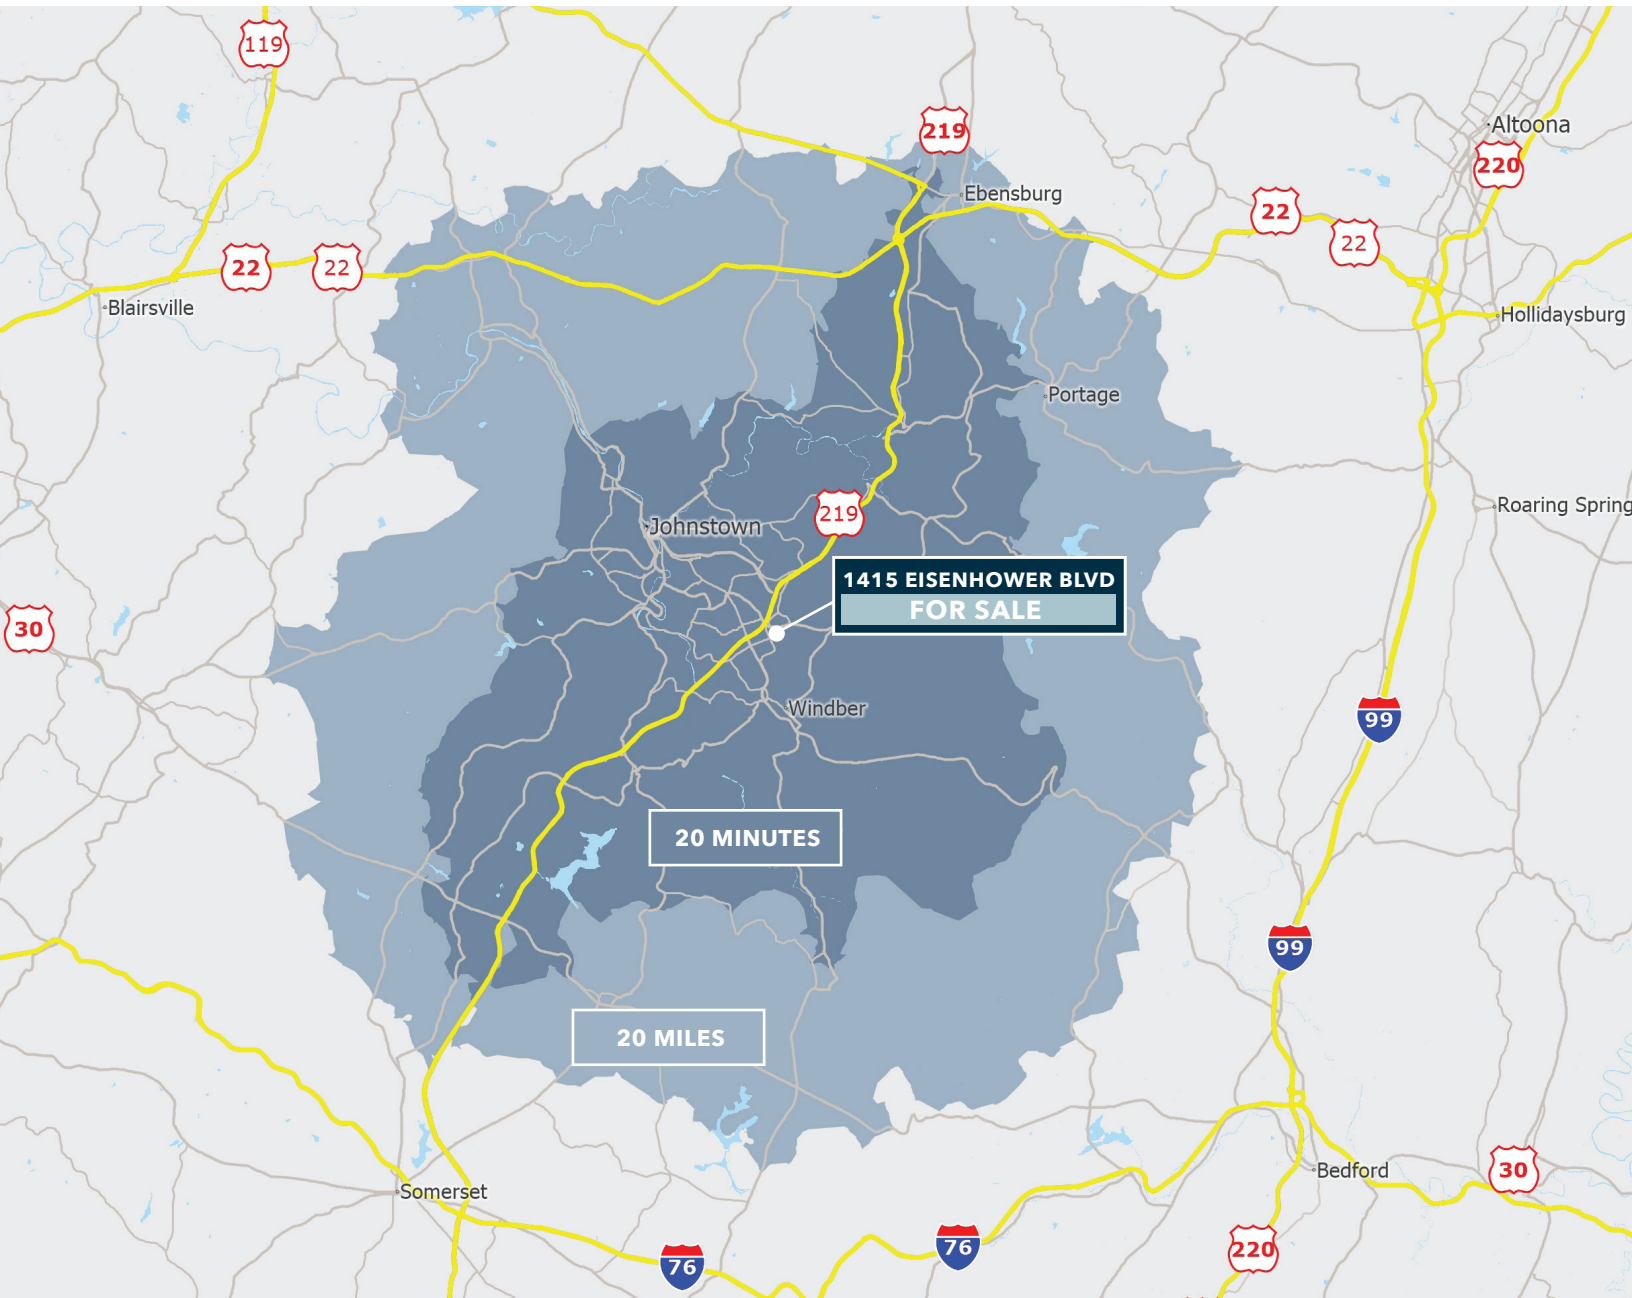 119
219
Altoona
220
Ebensburg
22
22
22
22
Blairsville
Hollidaysburg
Portage
Roaring Spring
219
Johnstown
1415 EISENHOWER BLVD
FOR SALE
30
99
Windber
20 MINUTES
99
20 MILES
Bedford
30
Somerset
76
220
76